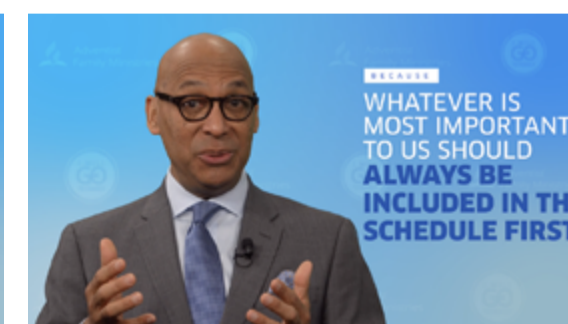 BECAUSE
WHATEVER IS
MOST IMPORTANT
TO US SHOULD
ALWAYS BE
INCLUDED IN TH
SCHEDULE FIRST